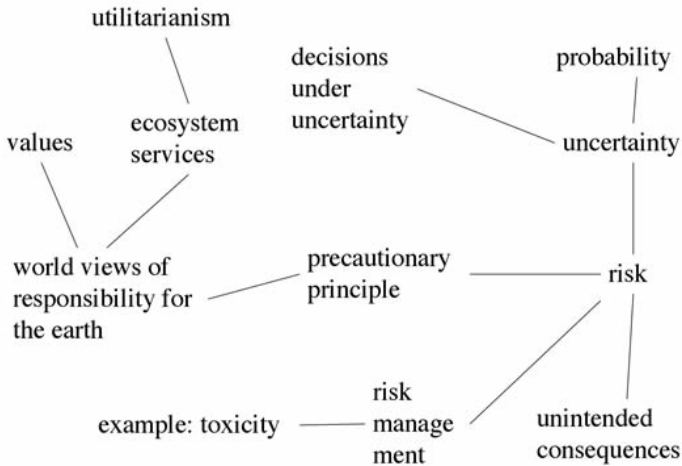 utilitarianism
decisions
under
uncertainty
probability
values
ecosystem
services
uncertainty
world views of
responsibility for
the earth
precautionary
principle
risk
example: toxicity
risk
manage
ment
unintended
consequences